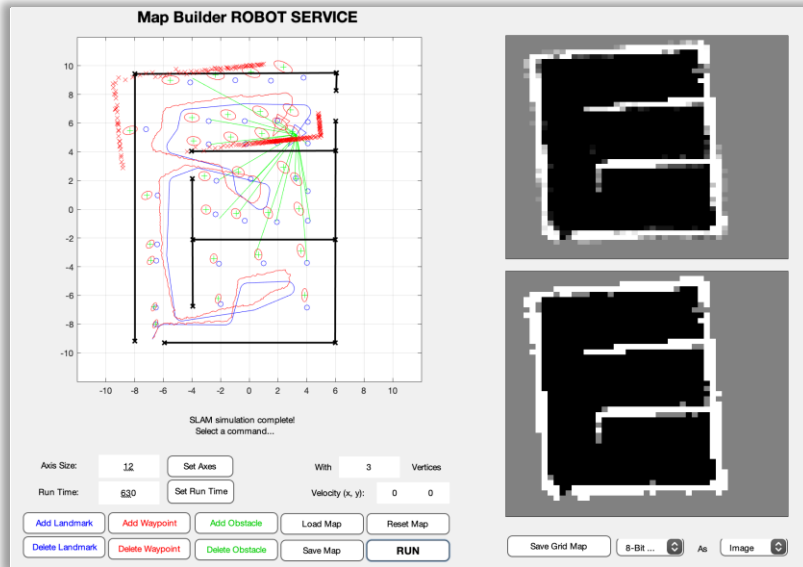 Map Builder ROBOT SERVICE
10
8
6
4
2
0
-2
-4
-6
-8
-10
-10 -8 -6 -4 -2 0 2 4 6 8 10
SLAM simulation complete!
Select a command...
Axis Size: 12 Set Axes With 3 Vertices
Run Time: 630 Set Run Time Velocity (x, y): 0 0
Add Landmark Add Waypoint Add Obstacle Load Map Reset Map
Delete Landmark Delete Waypoint Delete Obstacle Save Map RUN
Save Grid Map 8-Bit ... As Image